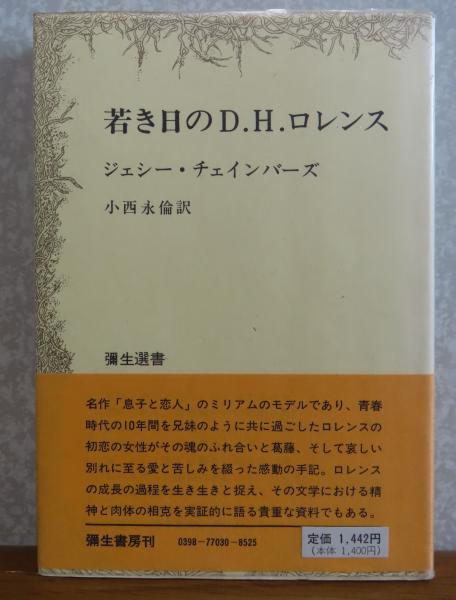 若き日のD.H.ロレンス
ジェシー・チェインバーズ
小西永倫訳
彌生選書
名作「息子と恋人」のミリアムのモデルであり、青春
時代の10年間を兄妹のように共に過ごしたロレンスの
初恋の女性がその魂のふれ合いと葛藤、そして哀しい
別れに至る愛と苦しみを綴った感動の手記。ロレンス
の成長の過程を生き生きと捉え、その文学における精
神と肉体の相克を実証的に語る貴重な資料でもある。
彌生書房刊 0398-77030-8525
定価 1,442円
(本体 1,400円)